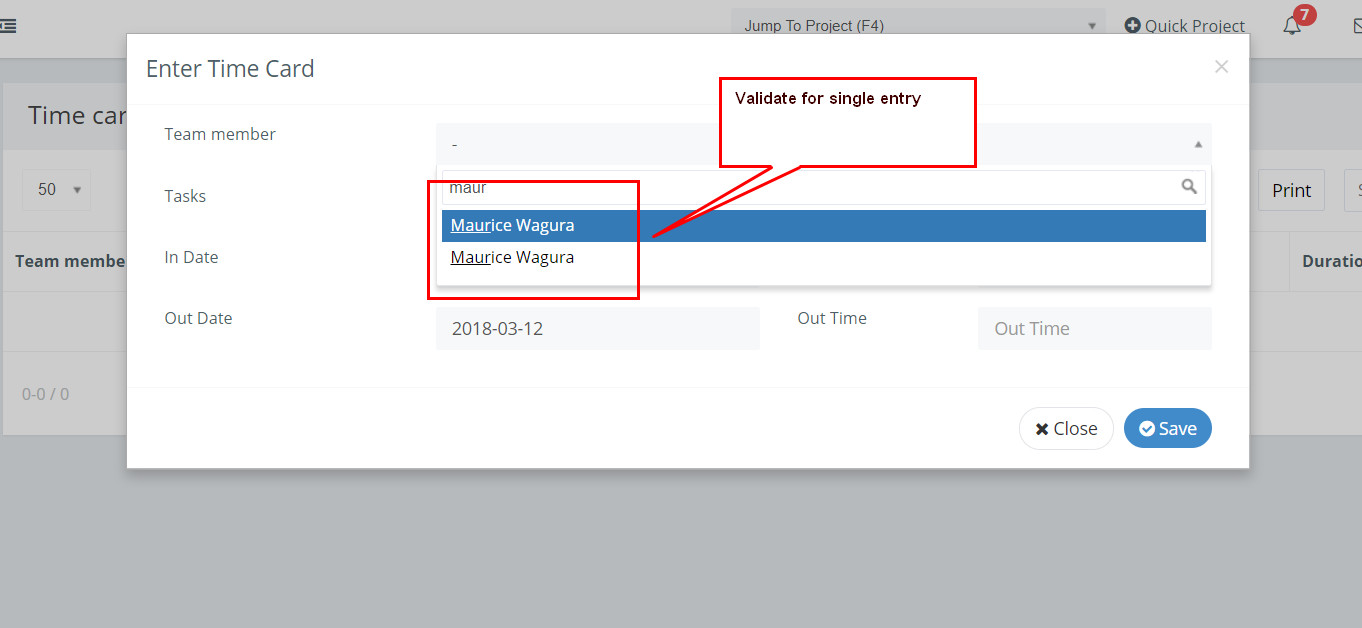 Jump To Project (F4)
Quick Project
7
Enter Time Card
Validate for single entry
Time car
Team member
-
50
Tasks
maur
Print
Maurice Wagura
Team membe
In Date
Maurice Wagura
Duratio
Out Date
2018-03-12
Out Time
Out Time
0-0 / 0
Close
Save